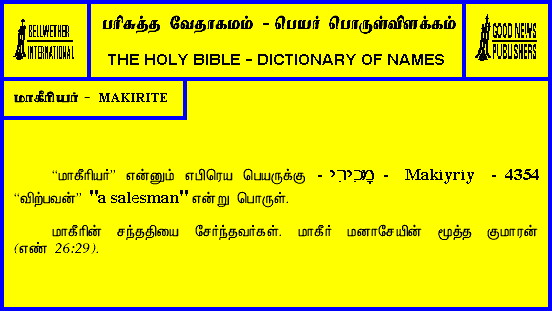 BELLWETHER
INTERNATIONAL
பரிசுத்த வேதாகமம் - பெயர் பொருள்விளக்கம்
THE HOLY BIBLE - DICTIONARY OF NAMES
GOOD NEWS
PUBLISHERS
மாகீரியர் - MAKIRITE
“மாகீரியர்” என்னும் எபிரெய பெயருக்கு - מָכִירִי - Makiyriy - 4354
“விற்பவன்” "a salesman" என்று பொருள்.
மாகீரின் சந்ததியை சேர்ந்தவர்கள். மாகீர் மனாசேயின் மூத்த குமாரன்
(எண் 26:29).